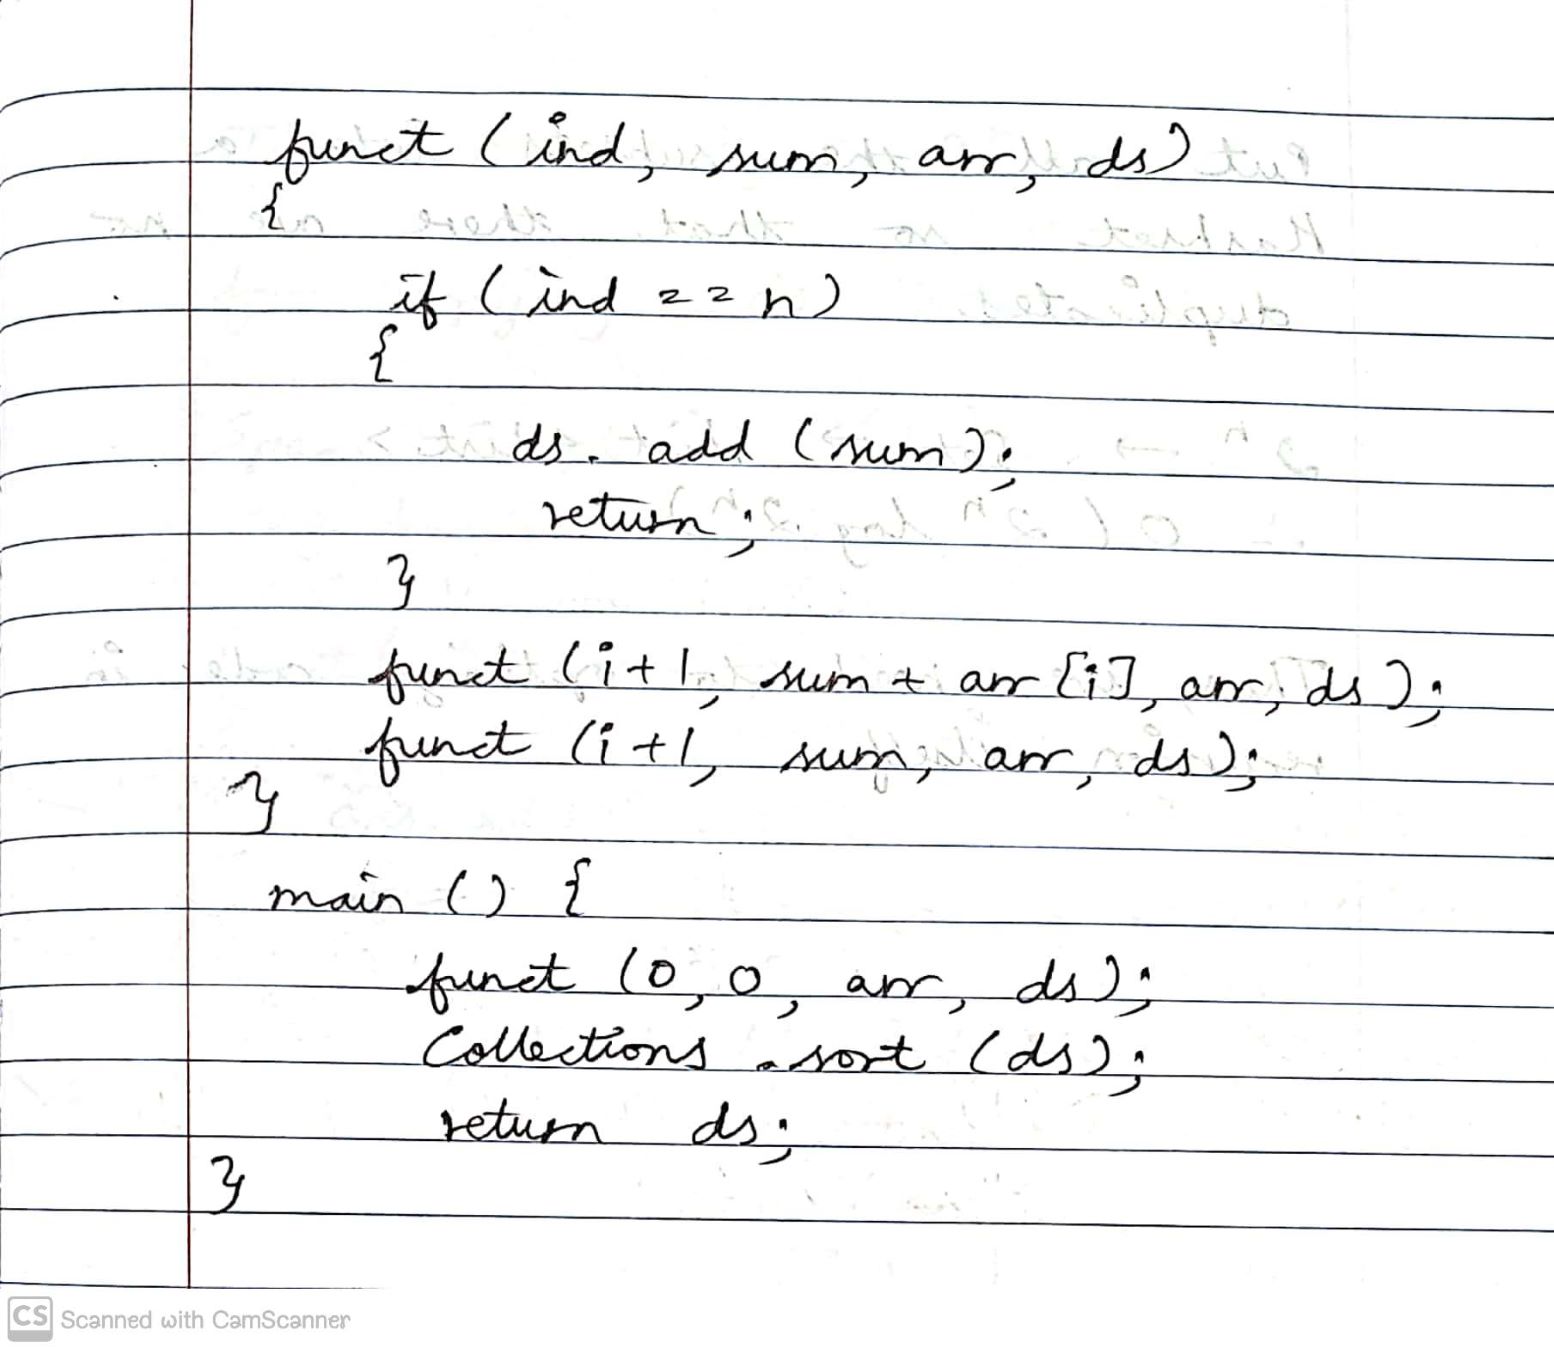 funct (ind, sum, arr, ds)
{
if (ind == n)
{
ds. add (sum);
return ;
}
funct (i+1, sum + arr [i], arr, ds );
funct (i+1, sum, arr, ds );
}
main () {
funct (0, 0, arr, ds );
Collections . sort (ds);
return ds;
}
CS Scanned with CamScanner